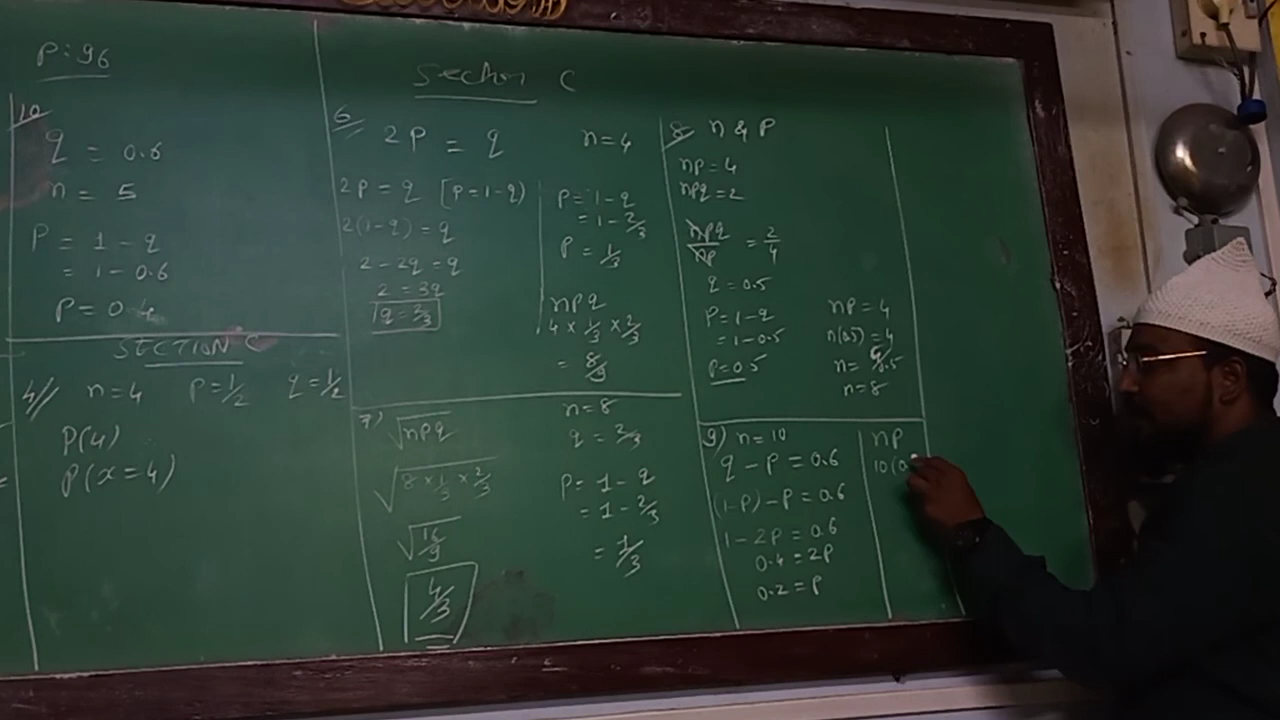 P:96
10
q = 0.6
n = 5
P = 1 - q
= 1 - 0.6
P = 0.4
SECTION C
4// n=4 P=1/2 q=1/2
P(4)
P(x=4)
Section C
6// 2P = q n=4
2P = q [P=1-q)
2(1-q) = q
2-2q = q
2 = 3q
q = 2/3
P = 1-q
= 1-2/3
P = 1/3
npq
4 × 1/3 × 2/3
= 8/9
7) √npq n=8
q = 2/3
√8 × 1/3 × 2/3
√16/9
4/3
P = 1-q
= 1-2/3
= 1/3
8 n & P
np=4
npq=2
npq/np = 2/4
q = 0.5
P=1-q
= 1-0.5
P=0.5
np=4
n(0.5)=4
n= 4/0.5
n=8
9) n=10
q - P = 0.6
(1-P)-P = 0.6
1-2P = 0.6
0.4 = 2P
0.2 = P
np
10(0.